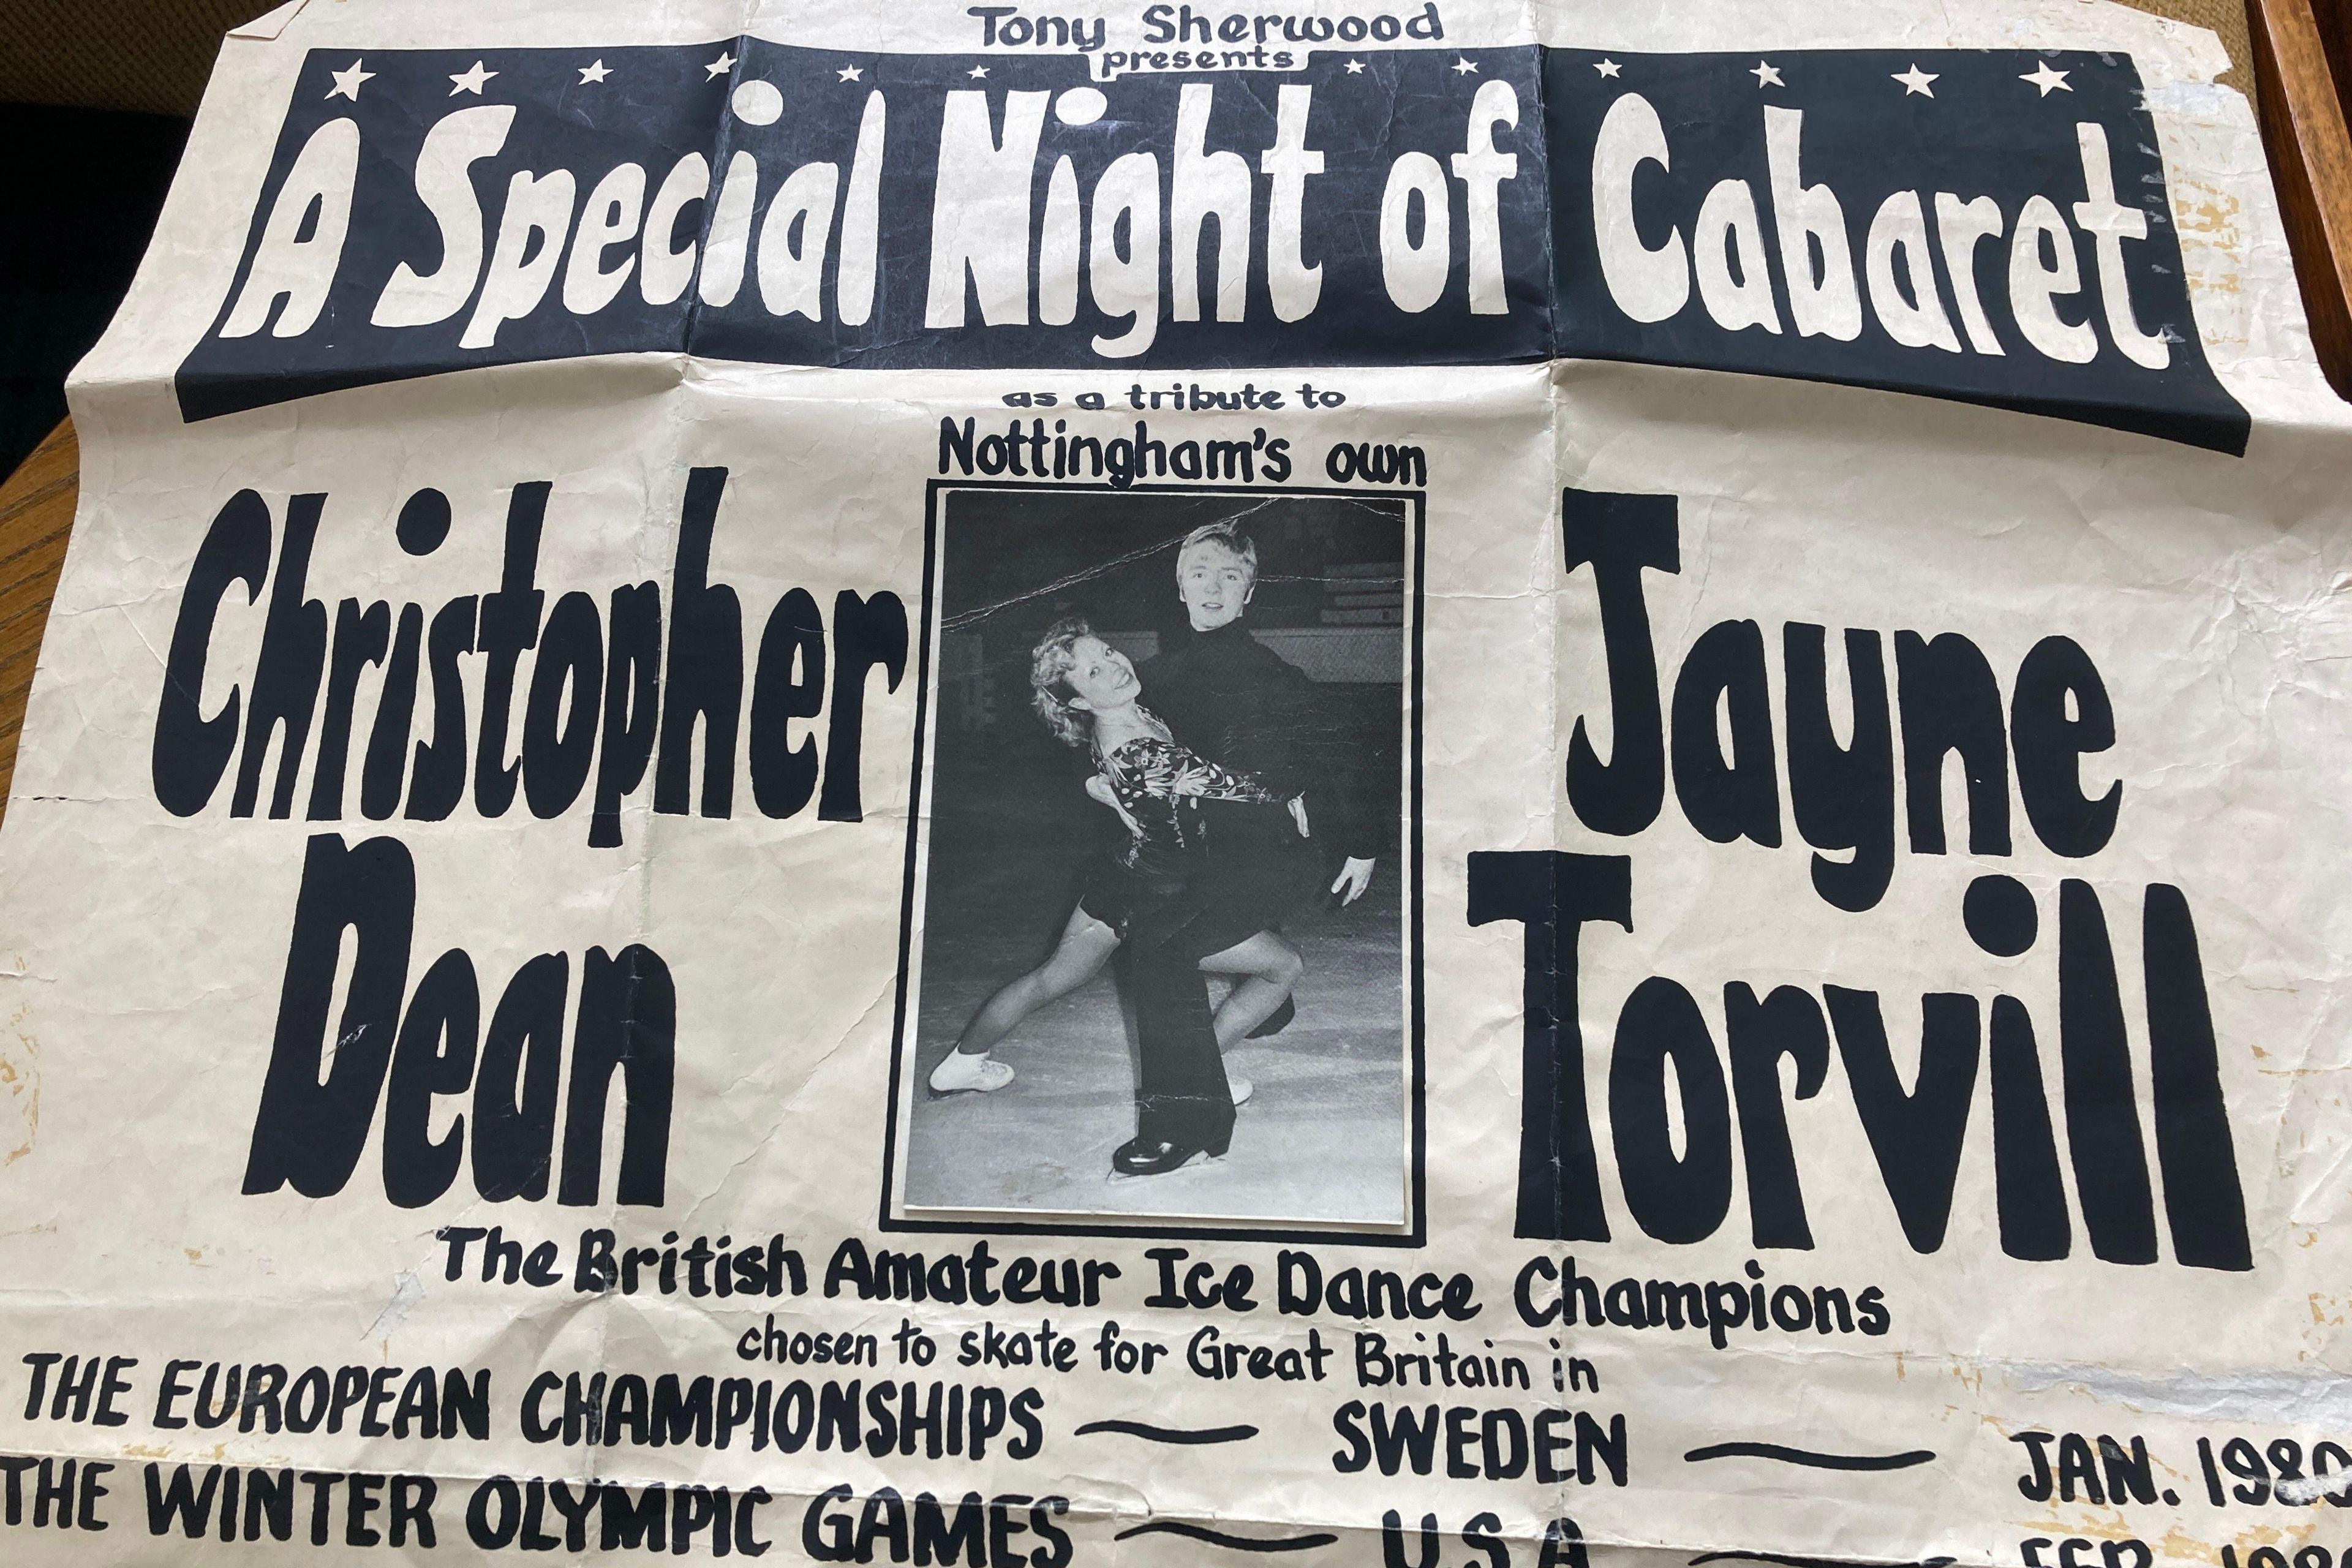 Tony Sherwood
presents
A Special Night of Cabaret
as a tribute to
Nottingham's own
Christopher
Dean
Jayne
Torvill
The British Amateur Ice Dance Champions
chosen to skate for Great Britain in
THE EUROPEAN CHAMPIONSHIPS — SWEDEN — JAN. 1980
THE WINTER OLYMPIC GAMES — U.S.A —